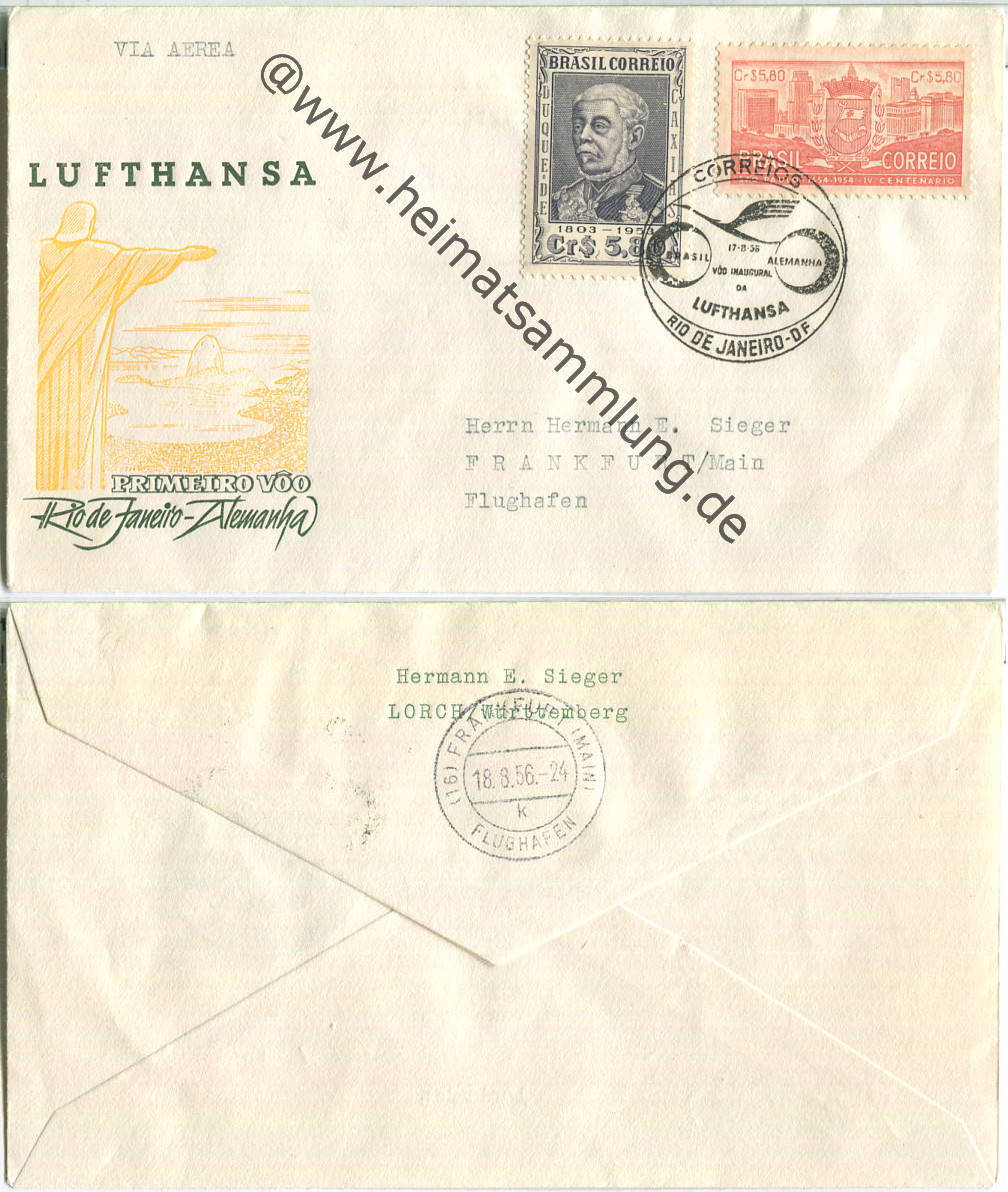 VIA AEREA
LUFTHANSA
PRIMEIRO VÔO
Rio de Janeiro-Alemanha
BRASIL CORREIO
DUQUE DE
CAXIAS
1803-1953
Cr$ 5,80
Cr$5,80
Cr$5,80
BRASIL
CORREIO
1954-IV CENTENÁRIO
CORREIOS
17-8-56
BRASIL
ALEMANHA
VÔO INAUGURAL
DA
LUFTHANSA
RIO DE JANEIRO-DF
Herrn Hermann E. Sieger
FRANKFURT/Main
Flughafen
@www.heimatsammlung.de
Hermann E. Sieger
LORCH/Württemberg
(16) FRANKFURT (MAIN)
18.8.56.-24
k
FLUGHAFEN